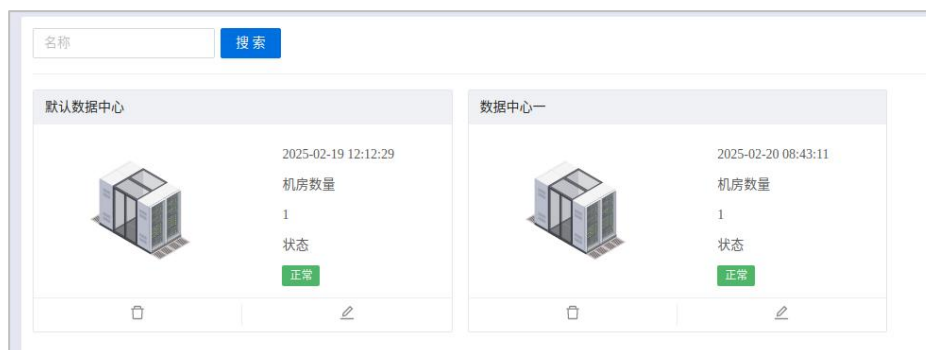 名称
搜 索
默认数据中心
2025-02-19 12:12:29
机房数量
1
状态
正常
数据中心一
2025-02-20 08:43:11
机房数量
1
状态
正常